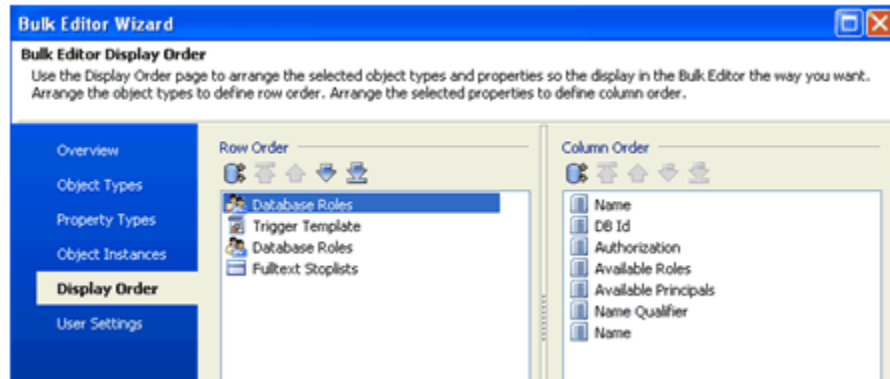 Bulk Editor Wizard
Bulk Editor Display Order
Use the Display Order page to arrange the selected object types and properties so the display in the Bulk Editor the way you want.
Arrange the object types to define row order. Arrange the selected properties to define column order.
Overview
Object Types
Property Types
Object Instances
Display Order
User Settings
Row Order
Database Roles
Trigger Template
Database Roles
Fulltext Stoplists
Column Order
Name
DB Id
Authorization
Available Roles
Available Principals
Name Qualifier
Name